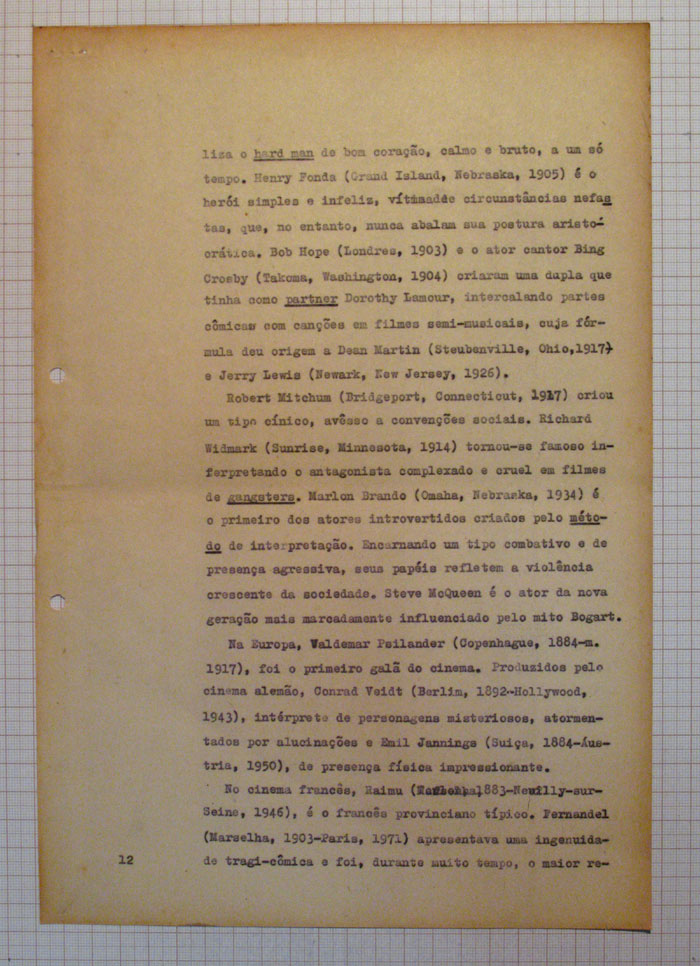 liza o hard man de bom coração, calmo e bruto, a um só
tempo. Henry Fonda (Grand Island, Nebraska, 1905) é o
herói simples e infeliz, vítimadde circunstâncias nefas
tas, que, no entanto, nunca abalam sua postura aristo-
crática. Bob Hope (Londres, 1903) e o ator cantor Bing
Crosby (Takoma, Washington, 1904) criaram uma dupla que
tinha como partner Dorothy Lamour, intercalando partes
cômicas com canções em filmes semi-musicais, cuja fór-
mula deu origem a Dean Martin (Steubenville, Ohio,1917)
e Jerry Lewis (Newark, New Jersey, 1926).
Robert Mitchum (Bridgeport, Connecticut, 1917) criou
um tipo cínico, avêsso a convenções sociais. Richard
Widmark (Sunrise, Minnesota, 1914) tornou-se famoso in-
ferpretando o antagonista complexado e cruel em filmes
de gangsters. Marlon Brando (Omaha, Nebraska, 1934) é
o primeiro dos atores introvertidos criados pelo méto-
do de interpretação. Encarnando um tipo combativo e de
presença agressiva, seus papéis refletem a violência
crescente da sociedade. Steve McQueen é o ator da nova
geração mais marcadamente influenciado pelo mito Bogart.
Na Europa, Valdemar Psilander (Copenhague, 1884-m.
1917), foi o primeiro galã do cinema. Produzidos pelo
cinema alemão, Conrad Veidt (Berlim, 1892-Hollywood,
1943), intérprete de personagens misteriosos, atormen-
tados por alucinações e Emil Jannings (Suiça, 1884-Áus-
tria, 1950), de presença física impressionante.
No cinema francês, Raimu (1883-Neuilly-sur-
Seine, 1946), é o francês provinciano típico. Fernandel
(Marselha, 1903-Paris, 1971) apresentava uma ingenuida-
12 de tragi-cômica e foi, durante muito tempo, o maior re-